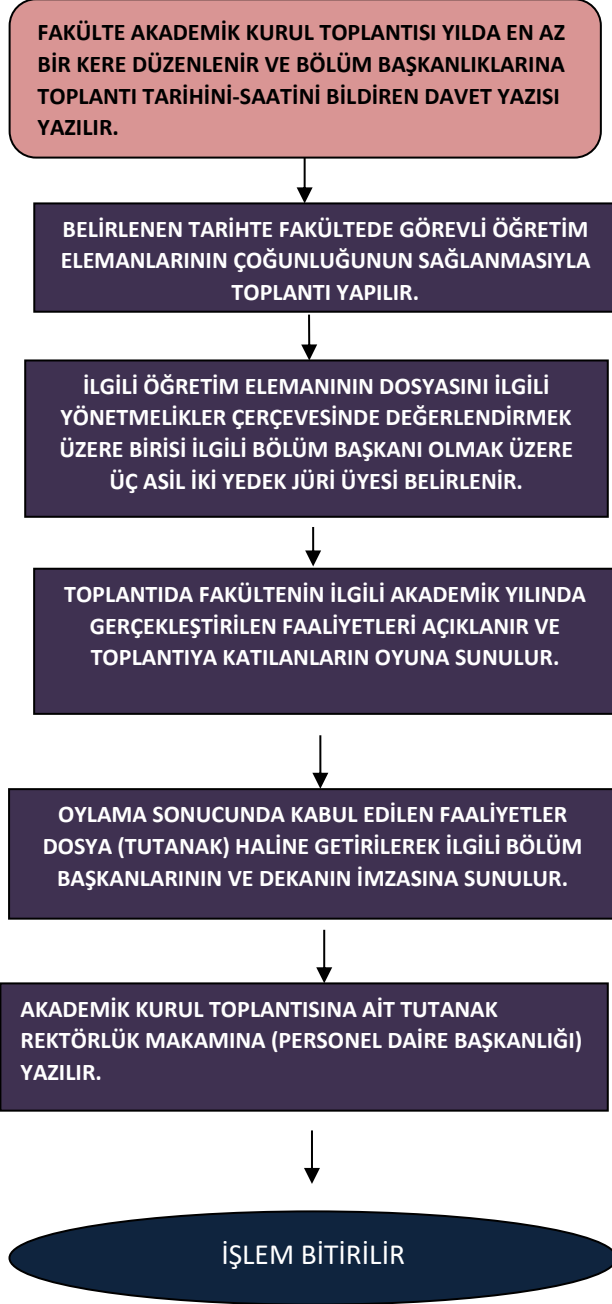 FAKÜLTE AKADEMİK KURUL TOPLANTISI YILDA EN AZ
BİR KERE DÜZENLENİR VE BÖLÜM BAŞKANLIKLARINA
TOPLANTI TARİHİNİ-SAATİNİ BİLDİREN DAVET YAZISI
YAZILIR.
BELİRLENEN TARİHTE FAKÜLTEDE GÖREVLİ ÖĞRETİM
ELEMANLARININ ÇOĞUNLUĞUNUN SAĞLANMASIYLA
TOPLANTI YAPILIR.
İLGİLİ ÖĞRETİM ELEMANININ DOSYASINI İLGİLİ
YÖNETMELİKLER ÇERÇEVESİNDE DEĞERLENDİRMEK
ÜZERE BİRİSİ İLGİLİ BÖLÜM BAŞKANI OLMAK ÜZERE
ÜÇ ASİL İKİ YEDEK JÜRİ ÜYESİ BELİRLENİR.
TOPLANTIDA FAKÜLTENİN İLGİLİ AKADEMİK YILINDA
GERÇEKLEŞTİRİLEN FAALİYETLERİ AÇIKLANIR VE
TOPLANTIYA KATILANLARIN OYUNA SUNULUR.
OYLAMA SONUCUNDA KABUL EDİLEN FAALİYETLER
DOSYA (TUTANAK) HALİNE GETİRİLEREK İLGİLİ BÖLÜM
BAŞKANLARININ VE DEKANIN İMZASINA SUNULUR.
AKADEMİK KURUL TOPLANTISINA AİT TUTANAK
REKTÖRLÜK MAKAMINA (PERSONEL DAİRE BAŞKANLIĞI)
YAZILIR.
İŞLEM BİTİRİLİR